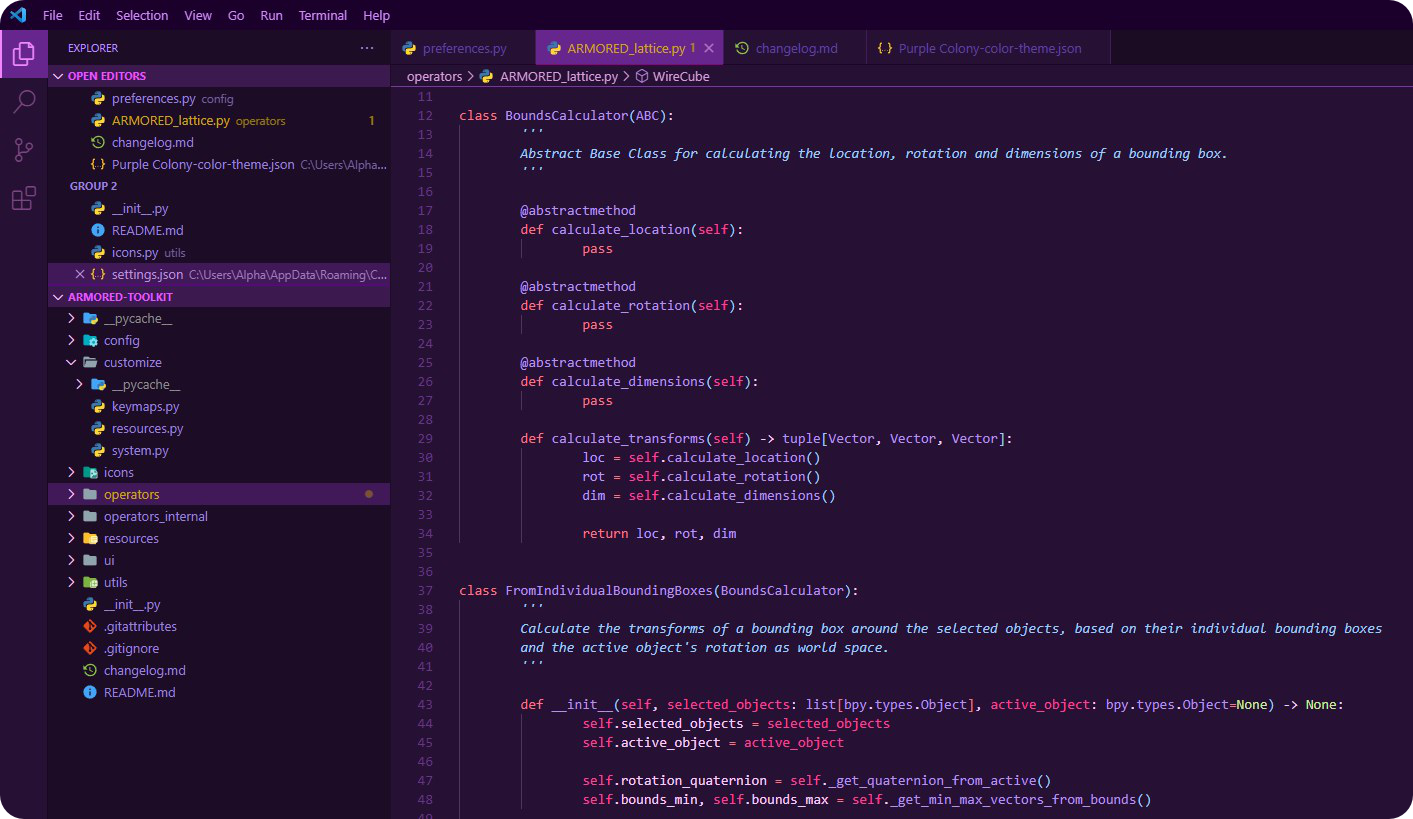 File Edit Selection View Go Run Terminal Help
EXPLORER ···
OPEN EDITORS
preferences.py config
ARMORED_lattice.py operators 1
changelog.md
Purple Colony-color-theme.json C:\Users\Alpha...
GROUP 2
__init__.py
README.md
icons.py utils
settings.json C:\Users\Alpha\AppData\Roaming\C...
ARMORED-TOOLKIT
__pycache__
config
customize
__pycache__
keymaps.py
resources.py
system.py
icons
operators
operators_internal
resources
ui
utils
__init__.py
.gitattributes
.gitignore
changelog.md
README.md
preferences.py ARMORED_lattice.py 1 changelog.md Purple Colony-color-theme.json
operators > ARMORED_lattice.py > WireCube
11
12 class BoundsCalculator(ABC):
13 '''
14 Abstract Base Class for calculating the location, rotation and dimensions of a bounding box.
15 '''
16
17 @abstractmethod
18 def calculate_location(self):
19 pass
20
21 @abstractmethod
22 def calculate_rotation(self):
23 pass
24
25 @abstractmethod
26 def calculate_dimensions(self):
27 pass
28
29 def calculate_transforms(self) -> tuple[Vector, Vector, Vector]:
30 loc = self.calculate_location()
31 rot = self.calculate_rotation()
32 dim = self.calculate_dimensions()
33
34 return loc, rot, dim
35
36
37 class FromIndividualBoundingBoxes(BoundsCalculator):
38 '''
39 Calculate the transforms of a bounding box around the selected objects, based on their individual bounding boxes
40 and the active object's rotation as world space.
41 '''
42
43 def __init__(self, selected_objects: list[bpy.types.Object], active_object: bpy.types.Object=None) -> None:
44 self.selected_objects = selected_objects
45 self.active_object = active_object
46
47 self.rotation_quaternion = self._get_quaternion_from_active()
48 self.bounds_min, self.bounds_max = self._get_min_max_vectors_from_bounds()